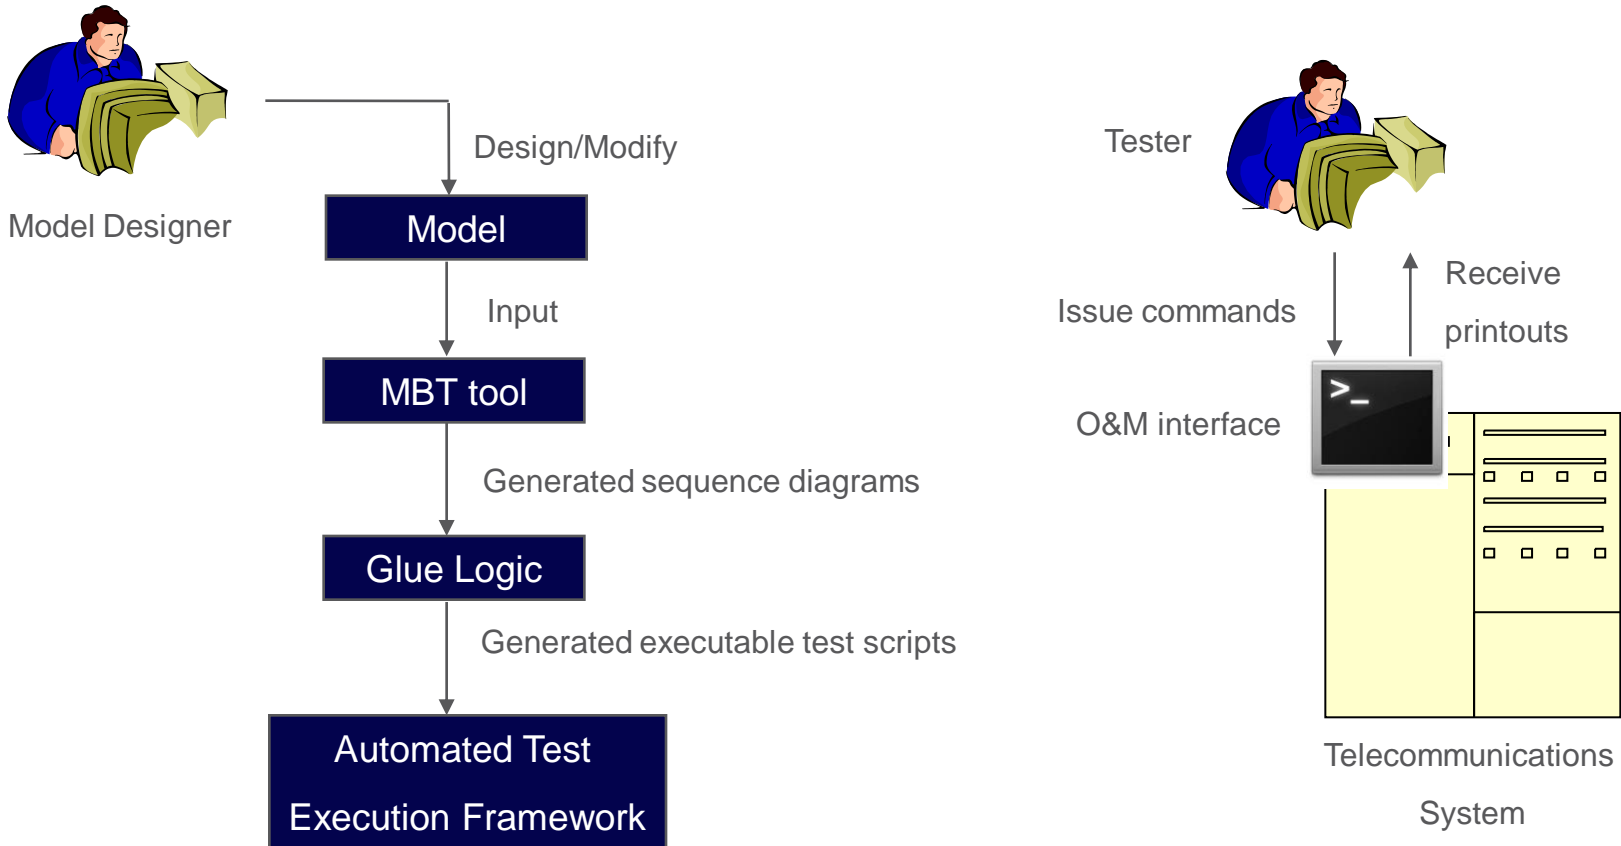 Model Designer
Design/Modify
Model
Input
MBT tool
Generated sequence diagrams
Glue Logic
Generated executable test scripts
Automated Test
Execution Framework
Tester
Issue commands
Receive
printouts
>_
O&M interface
Telecommunications
System